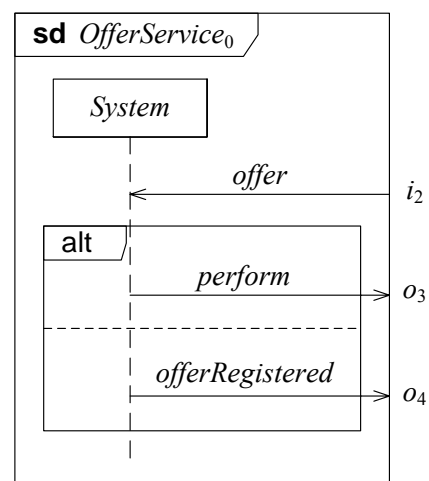 sd OfferService₀
System
offer i₂
alt
perform o₃
offerRegistered o₄